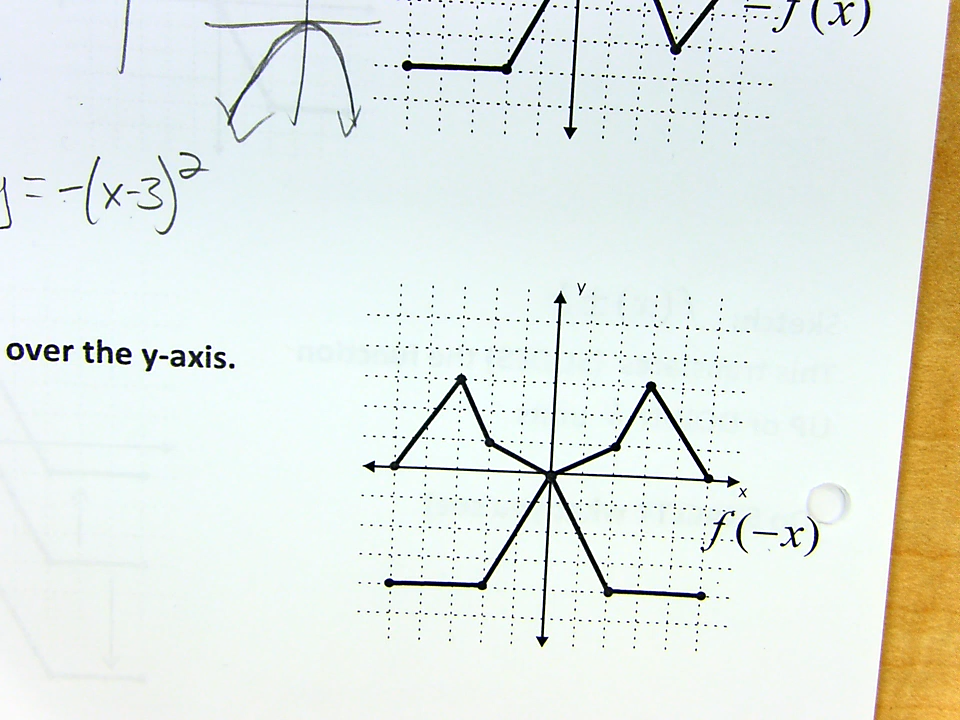 −f(x)
y = -(x-3)²
over the y-axis.
y
x
f(−x)